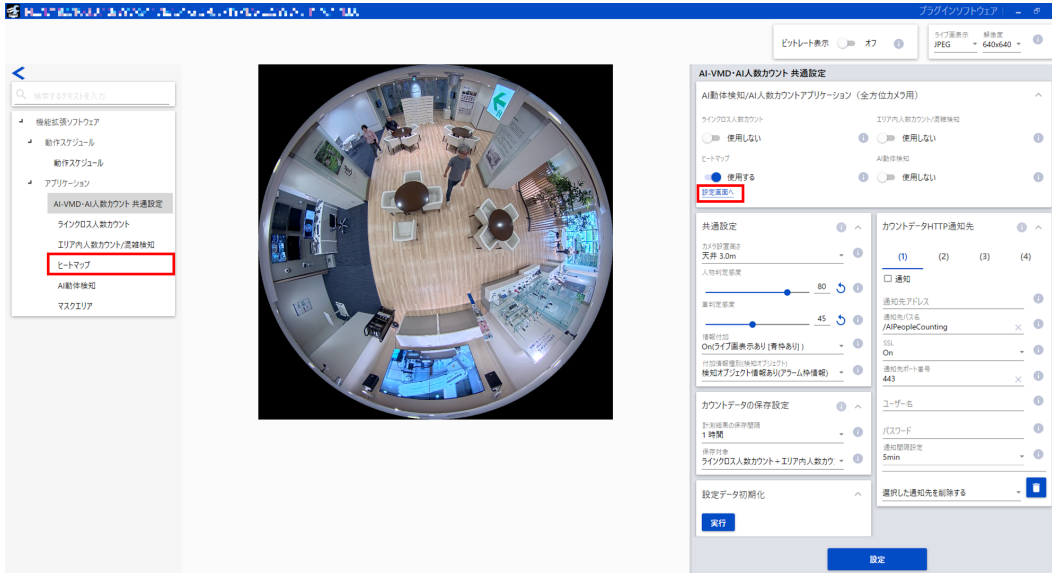 プラグインソフトウェア
ビットレート表示 オフ
ライブ画表示 解像度
JPEG 640x640
検索するテキストを入力
機能拡張ソフトウェア
動作スケジュール
動作スケジュール
アプリケーション
AI-VMD・AI人数カウント 共通設定
ラインクロス人数カウント
エリア内人数カウント/混雑検知
ヒートマップ
AI動体検知
マスクエリア
AI-VMD・AI人数カウント 共通設定
AI動体検知/AI人数カウントアプリケーション（全方位カメラ用）
ラインクロス人数カウント エリア内人数カウント/混雑検知
使用しない 使用しない
ヒートマップ AI動体検知
使用する 使用しない
設定画面へ
共通設定
カメラ設置高さ
天井 3.0m
人物判定感度
80
車判定感度
45
情報付加
On(ライブ画表示あり [青枠あり] )
付加情報種別(検知オブジェクト)
検知オブジェクト情報あり(アラーム枠情報)
カウントデータの保存設定
計測結果の保存間隔
1 時間
保存対象
ラインクロス人数カウント＋エリア内人数カウ
設定データ初期化
実行
カウントデータHTTP通知先
(1) (2) (3) (4)
通知
通知先アドレス
通知先パス名
/AIPeopleCounting
SSL
On
通知先ポート番号
443
ユーザー名
パスワード
通知間隔設定
5min
選択した通知先を削除する
設定